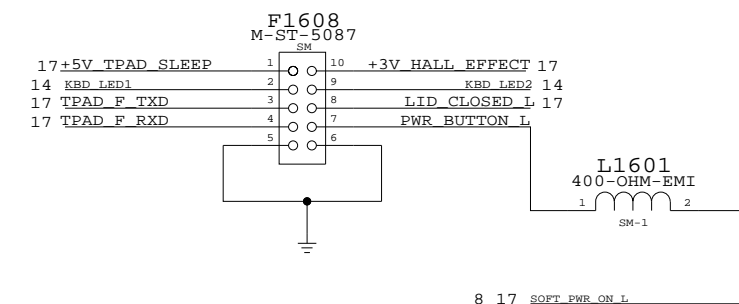 F1608
M-ST-5087
SM
17 +5V_TPAD_SLEEP 1 10 +3V_HALL_EFFECT 17
14 KBD_LED1 2 9 KBD_LED2 14
17 TPAD_F_TXD 3 8 LID_CLOSED_L 17
17 TPAD_F_RXD 4 7 PWR_BUTTON_L
5 6
L1601
400-OHM-EMI
1 2
SM-1
8 17 SOFT_PWR_ON_L